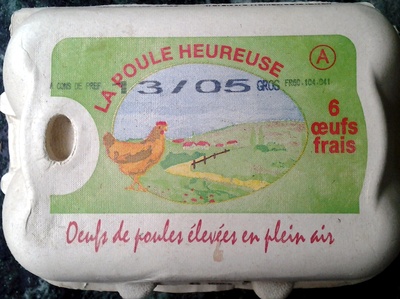 LA POULE HEUREUSE
A
A CONS DE PREF. 13/05 GROS FR60.104.041
6
œufs
frais
Oeufs de poules élevées en plein air